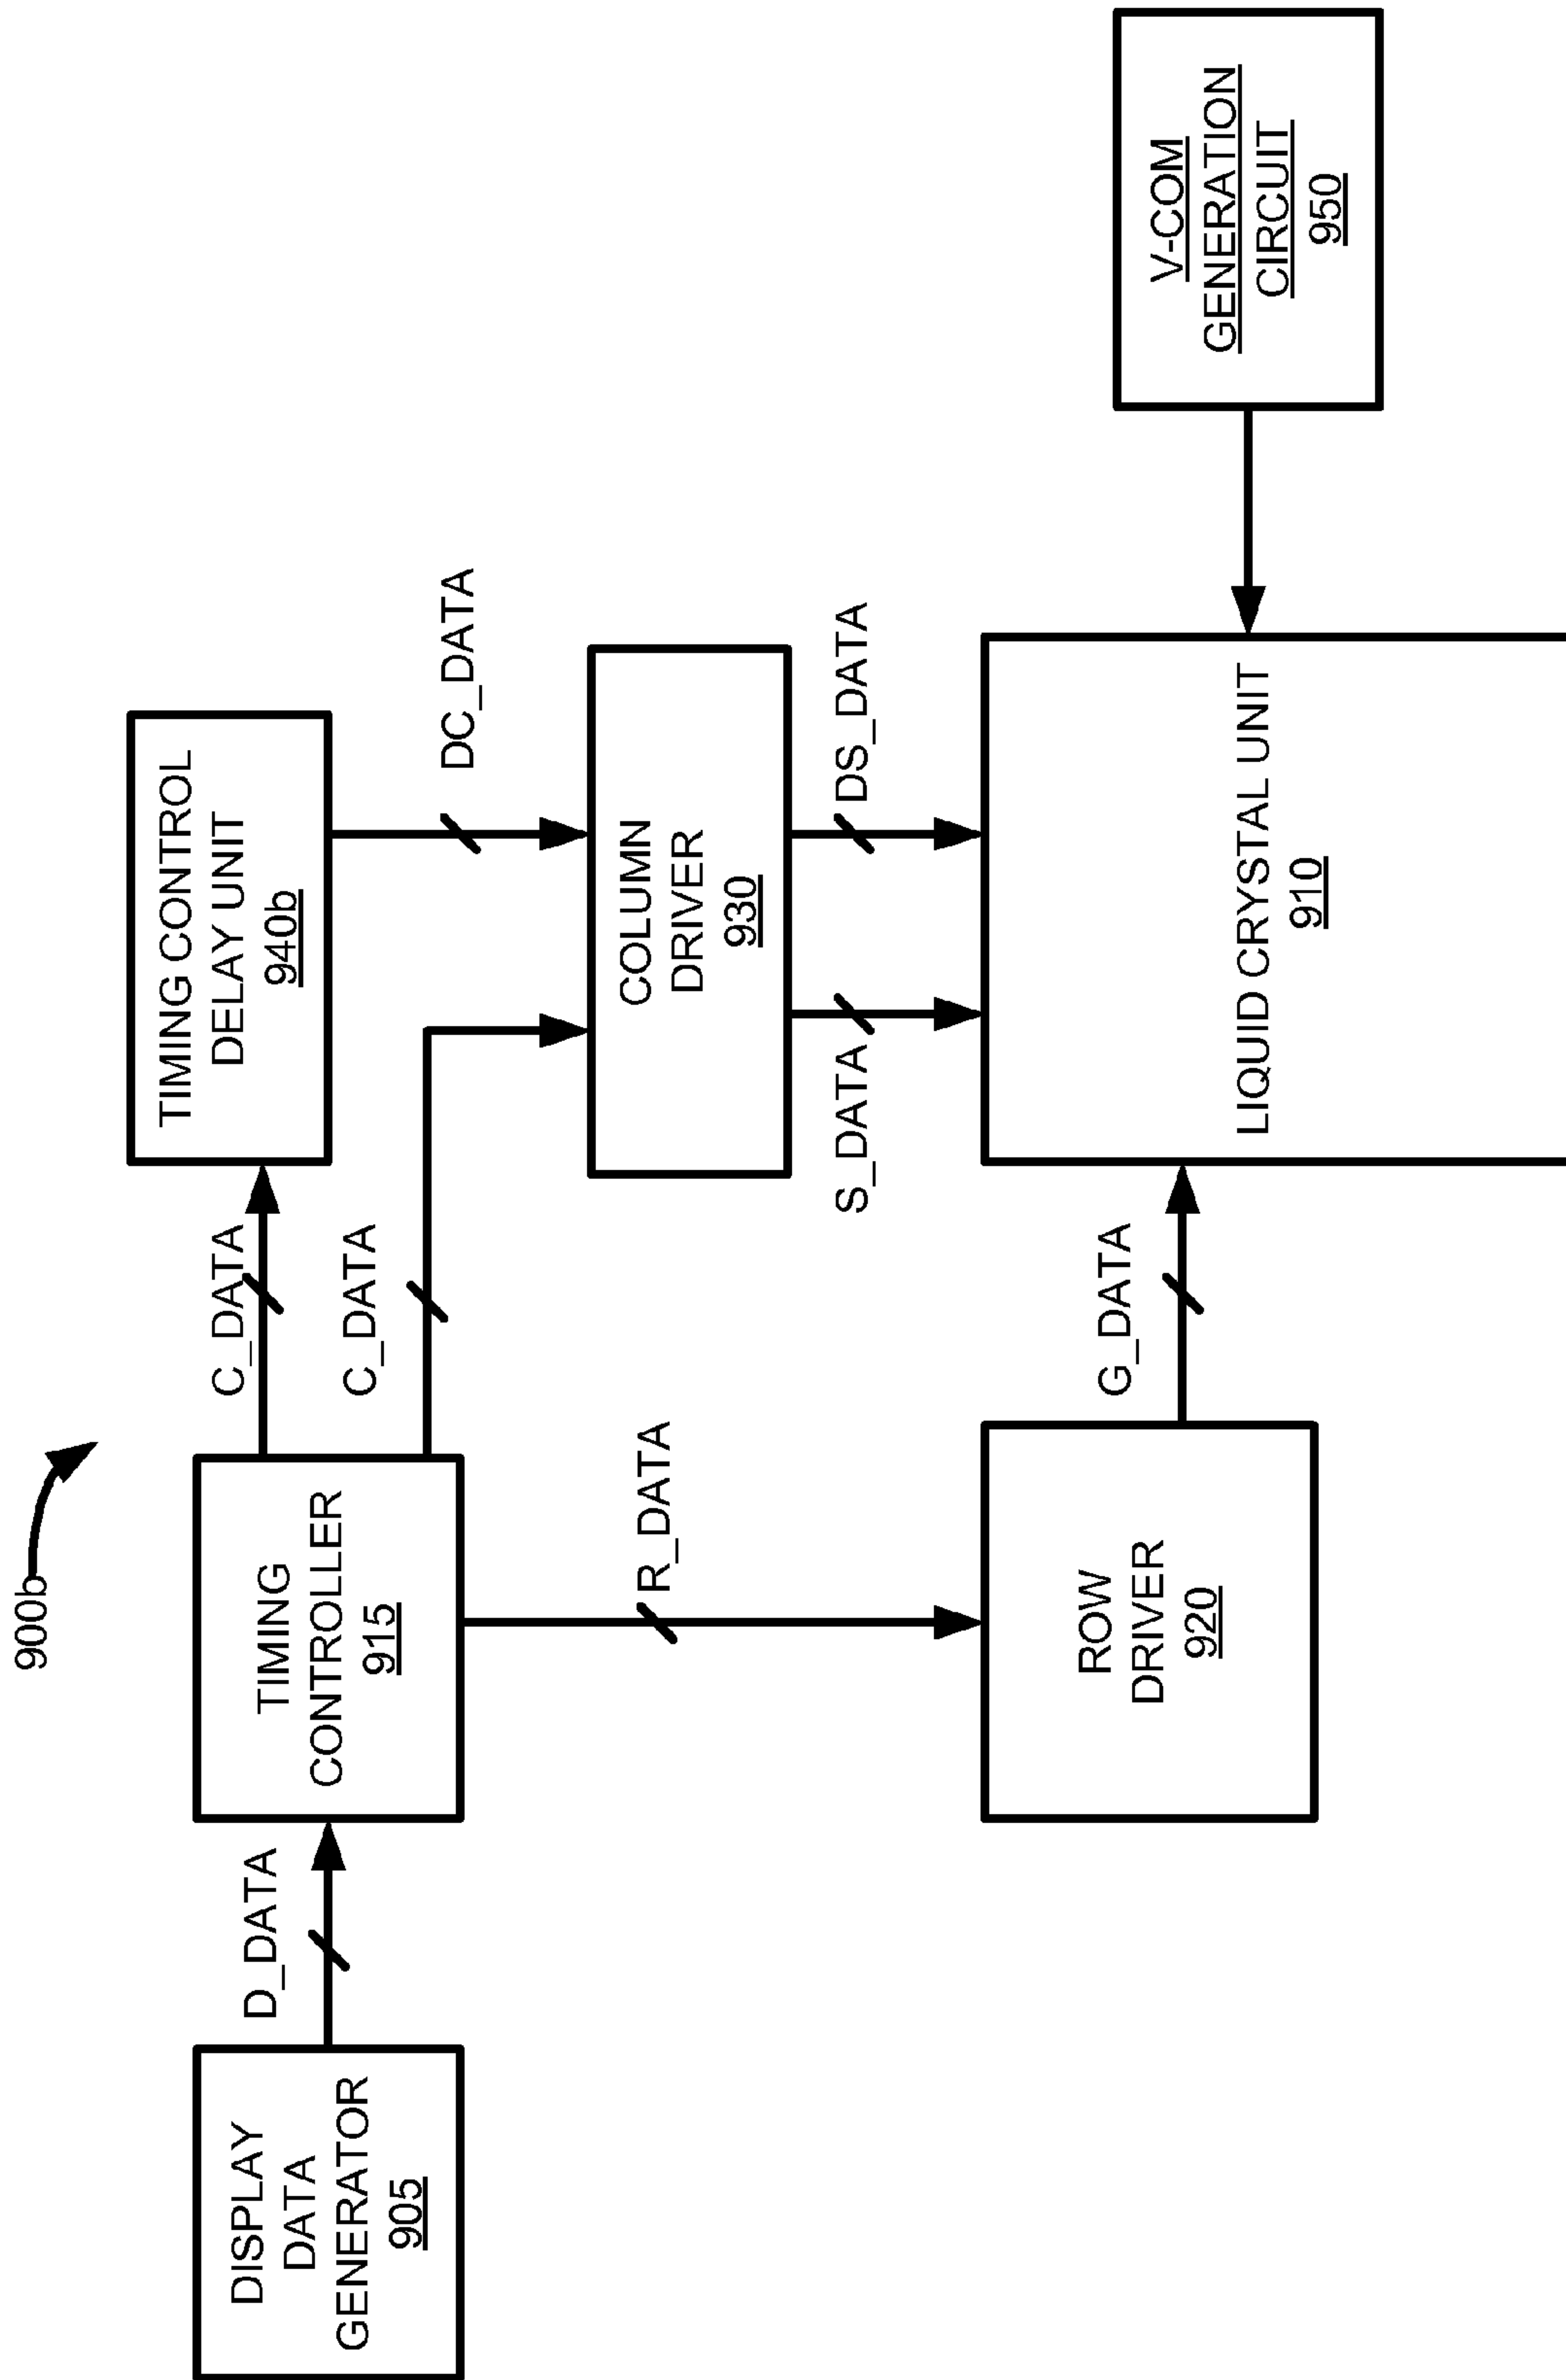 900b
DISPLAY
DATA
GENERATOR
905
D_DATA
TIMING
CONTROLLER
915
C_DATA
C_DATA
TIMING CONTROL
DELAY UNIT
940b
DC_DATA
R_DATA
COLUMN
DRIVER
930
S_DATA
DS_DATA
ROW
DRIVER
920
G_DATA
LIQUID CRYSTAL UNIT
910
V-COM
GENERATION
CIRCUIT
950